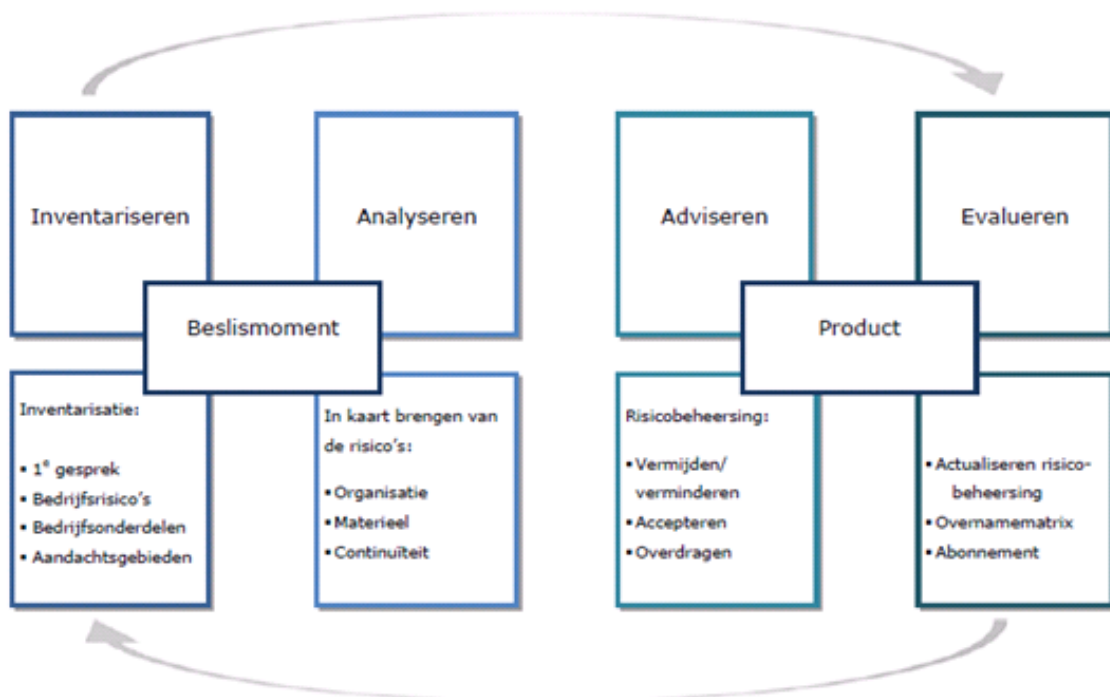 Inventariseren
Analyseren
Adviseren
Evalueren
Beslismoment
Product
Inventarisatie:
▪ 1e gesprek
▪ Bedrijfsrisico's
▪ Bedrijfsonderdelen
▪ Aandachtsgebieden
In kaart brengen van
de risico's:
▪ Organisatie
▪ Materieel
▪ Continuïteit
Risicobeheersing:
▪ Vermijden/
verminderen
▪ Accepteren
▪ Overdragen
▪ Actualiseren risico-
beheersing
▪ Overnamematrix
▪ Abonnement